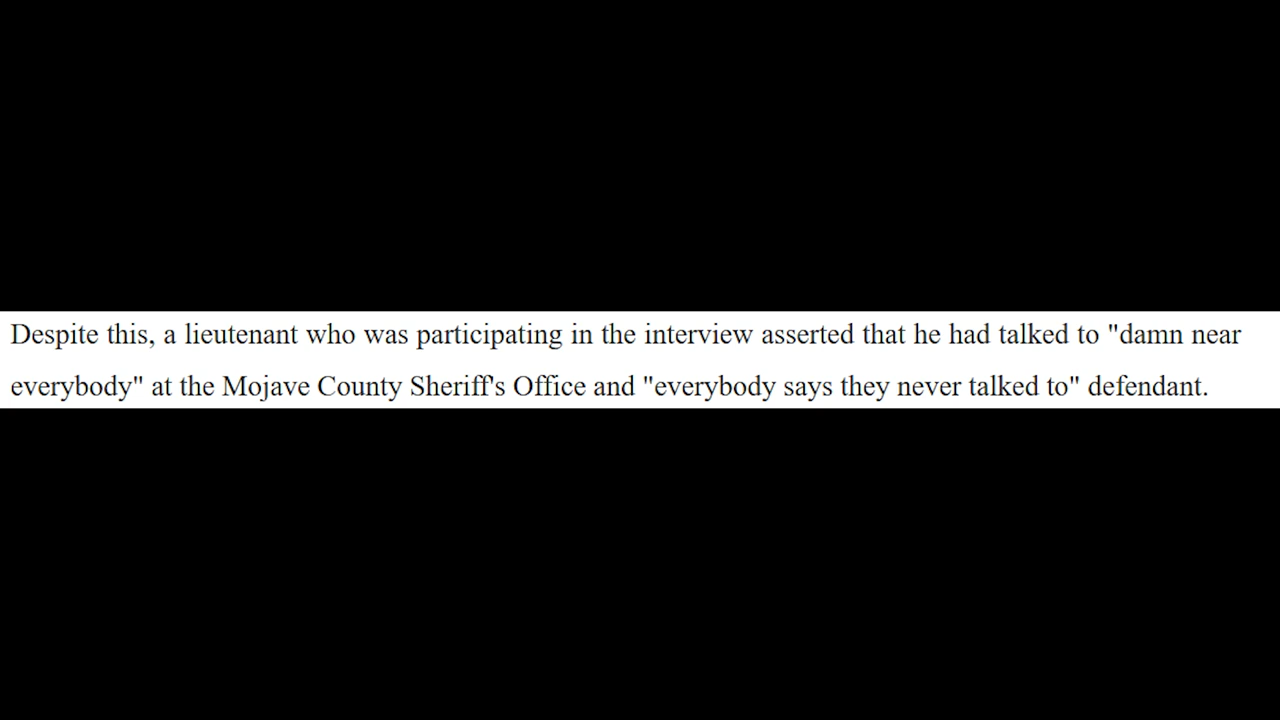 Despite this, a lieutenant who was participating in the interview asserted that he had talked to "damn near
everybody" at the Mojave County Sheriff's Office and "everybody says they never talked to" defendant.